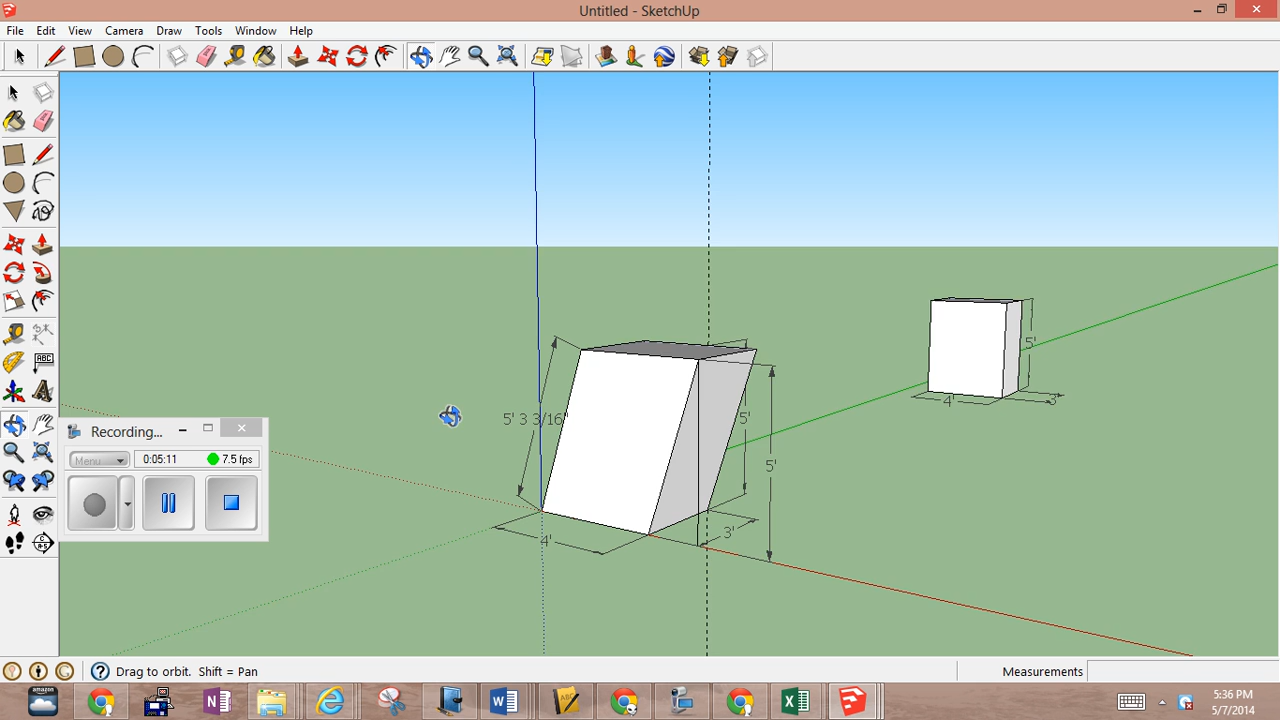 Untitled - SketchUp
File Edit View Camera Draw Tools Window Help
ABC
5'
4'
3'
5' 3 3/16"
5'
5'
4'
3'
Recording...
Menu 0:05:11 7.5 fps
Drag to orbit. Shift = Pan
Measurements
amazon
5:36 PM
5/7/2014